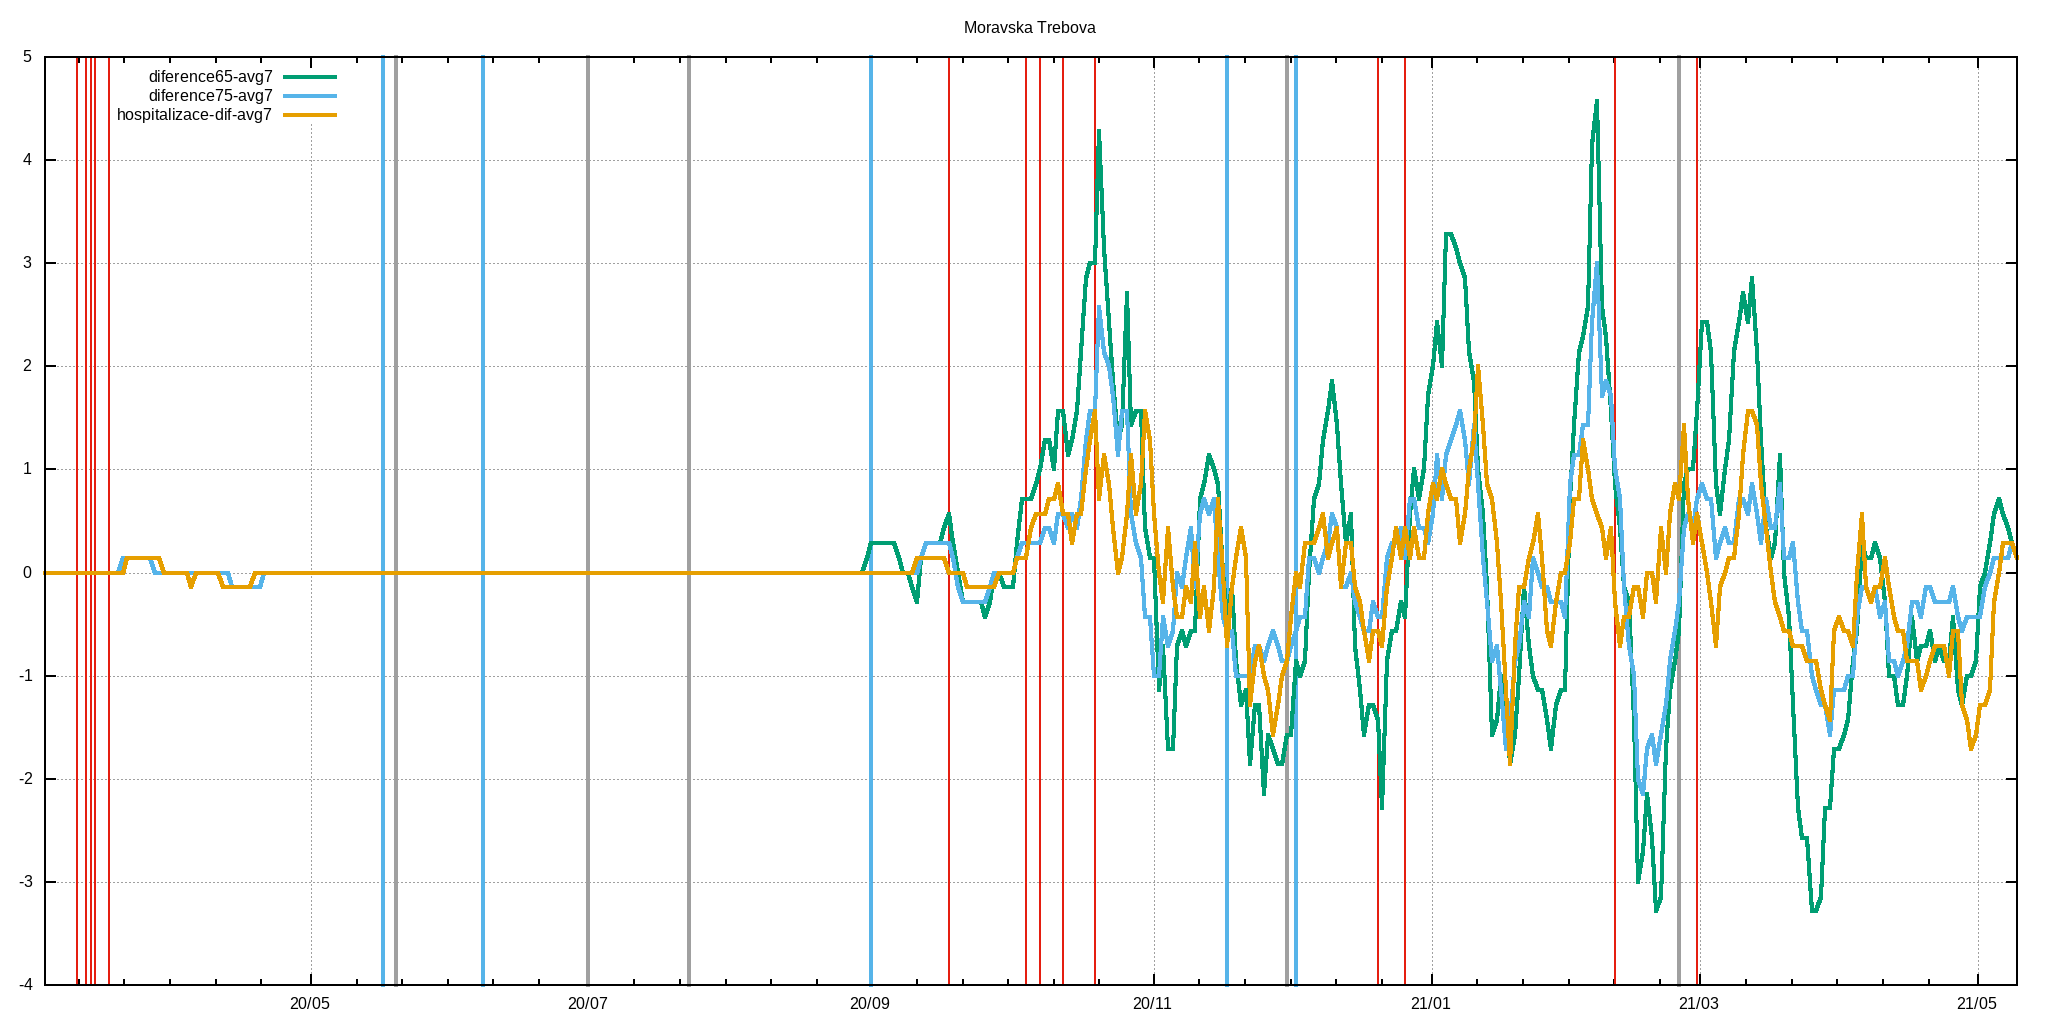 Moravska Trebova
diference65-avg7
diference75-avg7
hospitalizace-dif-avg7
5
4
3
2
1
0
-1
-2
-3
-4
20/05 20/07 20/09 20/11 21/01 21/03 21/05